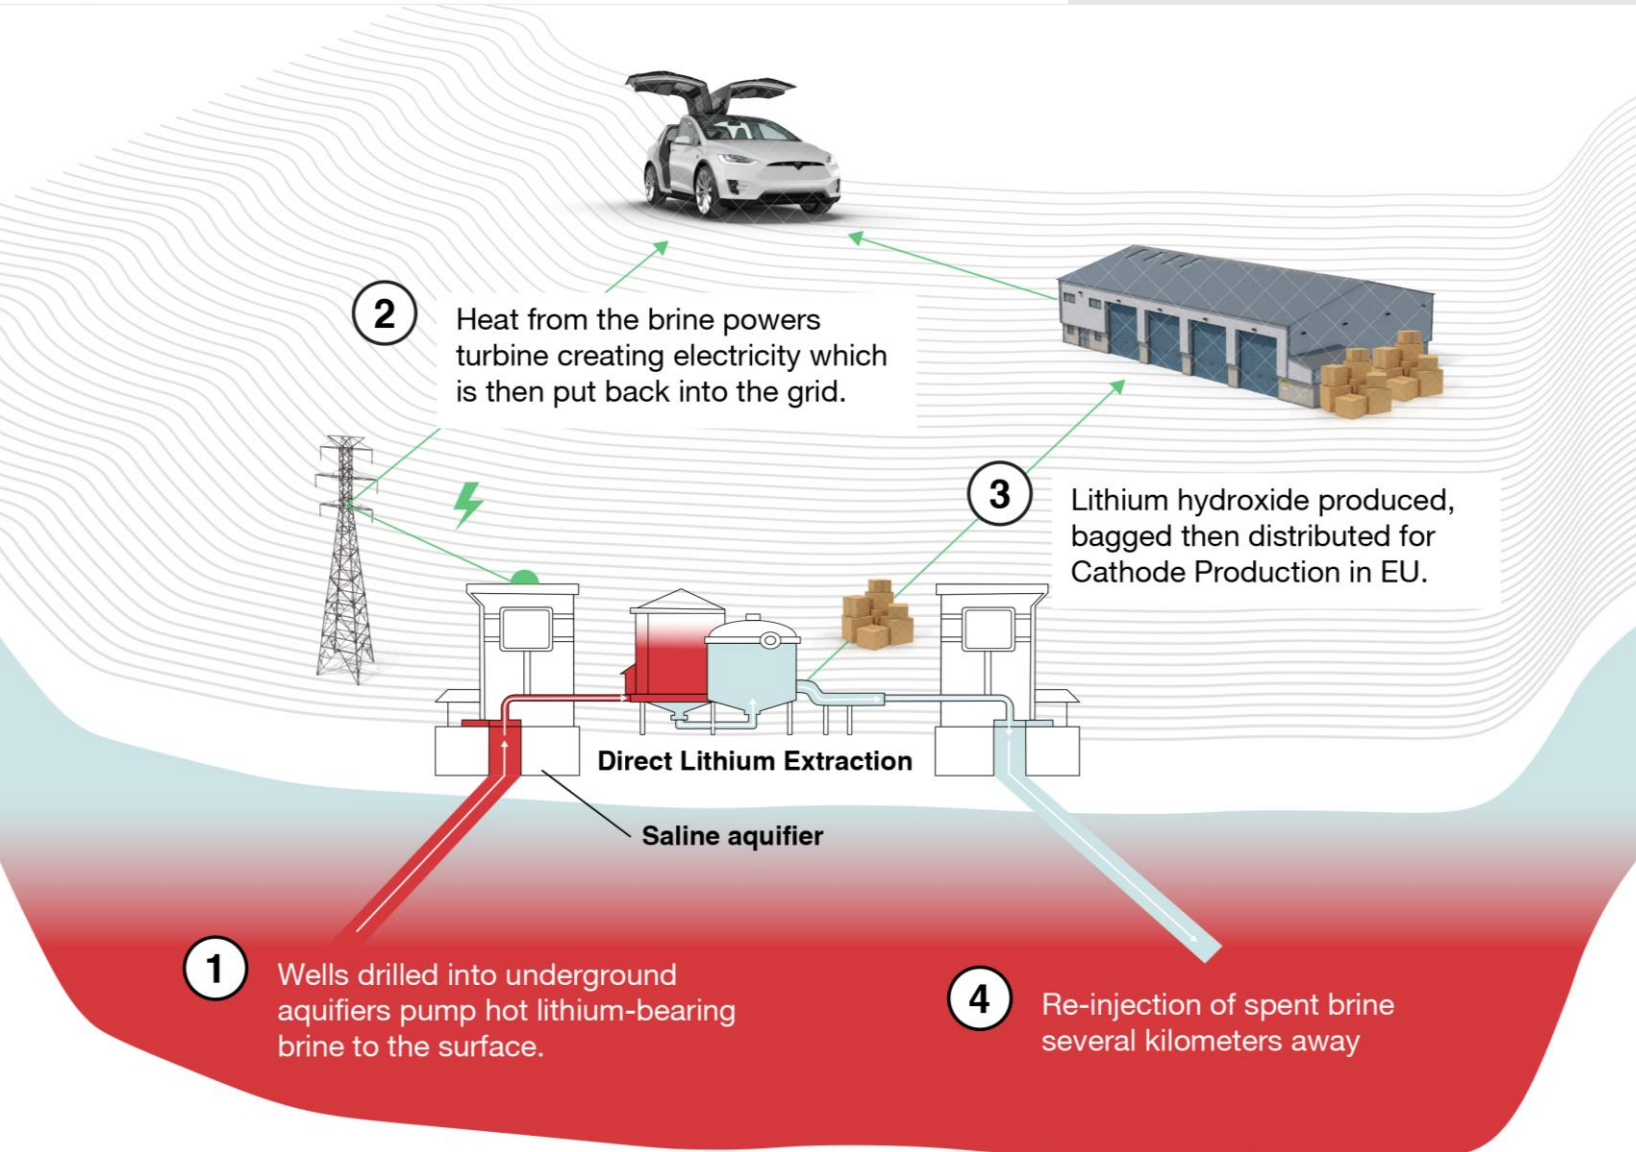 2
Heat from the brine powers
turbine creating electricity which
is then put back into the grid.
3
Lithium hydroxide produced,
bagged then distributed for
Cathode Production in EU.
Direct Lithium Extraction
Saline aquifier
1
Wells drilled into underground
aquifiers pump hot lithium-bearing
brine to the surface.
4
Re-injection of spent brine
several kilometers away